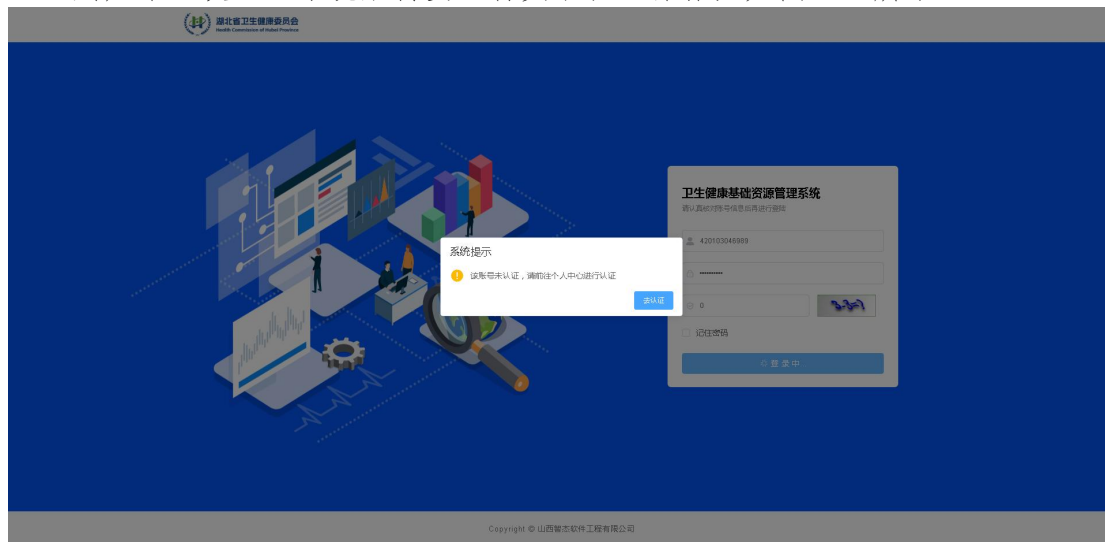 湖北省卫生健康委员会
Health Commission of Hubei Province
卫生健康基础资源管理系统
请认真核对账号信息后再进行登陆
420103046989
系统提示
该账号未认证，请前往个人中心进行认证
去认证
0
3-3=?
记住密码
登 录 中
Copyright © 山西智杰软件工程有限公司